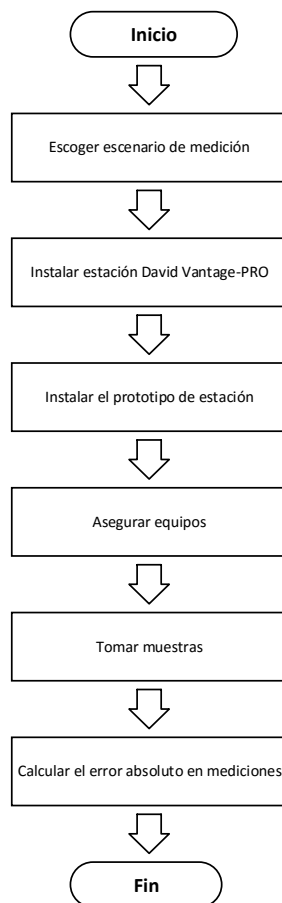 Inicio
Escoger escenario de medición
Instalar estación David Vantage-PRO
Instalar el prototipo de estación
Asegurar equipos
Tomar muestras
Calcular el error absoluto en mediciones
Fin